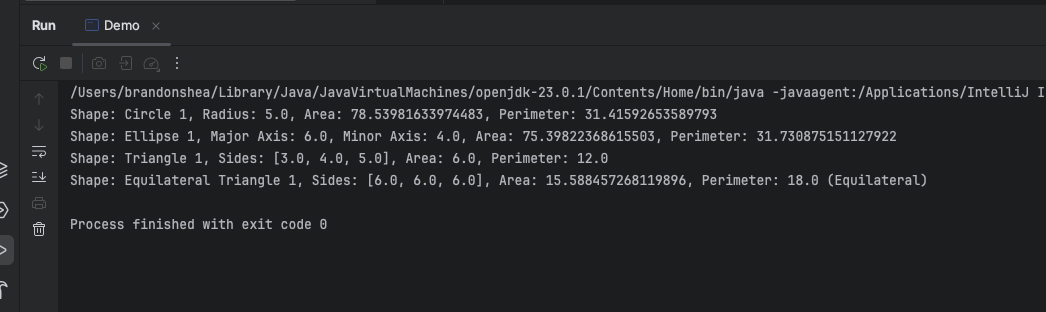 Run Demo
/Users/brandonshea/Library/Java/JavaVirtualMachines/openjdk-23.0.1/Contents/Home/bin/java -javaagent:/Applications/IntelliJ I
Shape: Circle 1, Radius: 5.0, Area: 78.53981633974483, Perimeter: 31.41592653589793
Shape: Ellipse 1, Major Axis: 6.0, Minor Axis: 4.0, Area: 75.39822368615503, Perimeter: 31.730875151127922
Shape: Triangle 1, Sides: [3.0, 4.0, 5.0], Area: 6.0, Perimeter: 12.0
Shape: Equilateral Triangle 1, Sides: [6.0, 6.0, 6.0], Area: 15.588457268119896, Perimeter: 18.0 (Equilateral)
Process finished with exit code 0